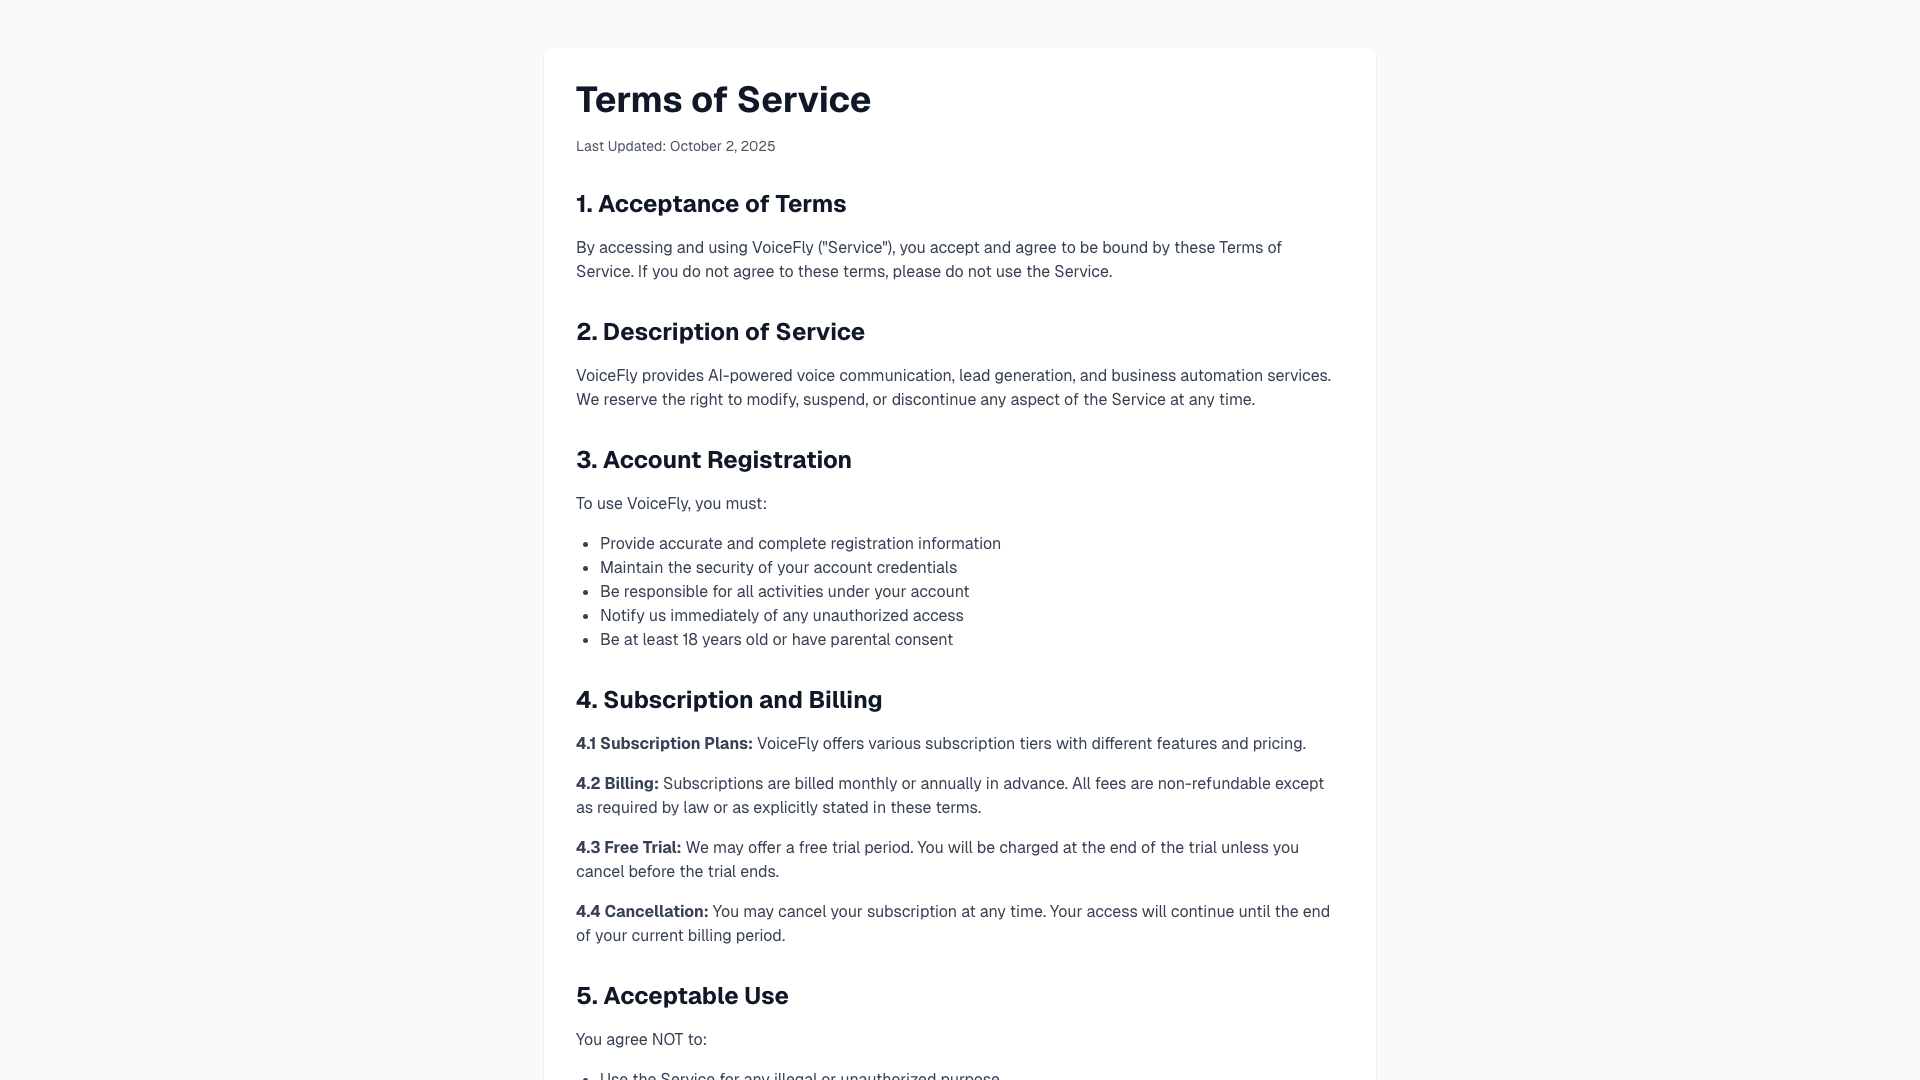 Terms of Service
Last Updated: October 2, 2025
1. Acceptance of Terms
By accessing and using VoiceFly ("Service"), you accept and agree to be bound by these Terms of
Service. If you do not agree to these terms, please do not use the Service.
2. Description of Service
VoiceFly provides AI-powered voice communication, lead generation, and business automation services.
We reserve the right to modify, suspend, or discontinue any aspect of the Service at any time.
3. Account Registration
To use VoiceFly, you must:
• Provide accurate and complete registration information
• Maintain the security of your account credentials
• Be responsible for all activities under your account
• Notify us immediately of any unauthorized access
• Be at least 18 years old or have parental consent
4. Subscription and Billing
4.1 Subscription Plans: VoiceFly offers various subscription tiers with different features and pricing.
4.2 Billing: Subscriptions are billed monthly or annually in advance. All fees are non-refundable except
as required by law or as explicitly stated in these terms.
4.3 Free Trial: We may offer a free trial period. You will be charged at the end of the trial unless you
cancel before the trial ends.
4.4 Cancellation: You may cancel your subscription at any time. Your access will continue until the end
of your current billing period.
5. Acceptable Use
You agree NOT to:
• Use the Service for any illegal or unauthorized purpose